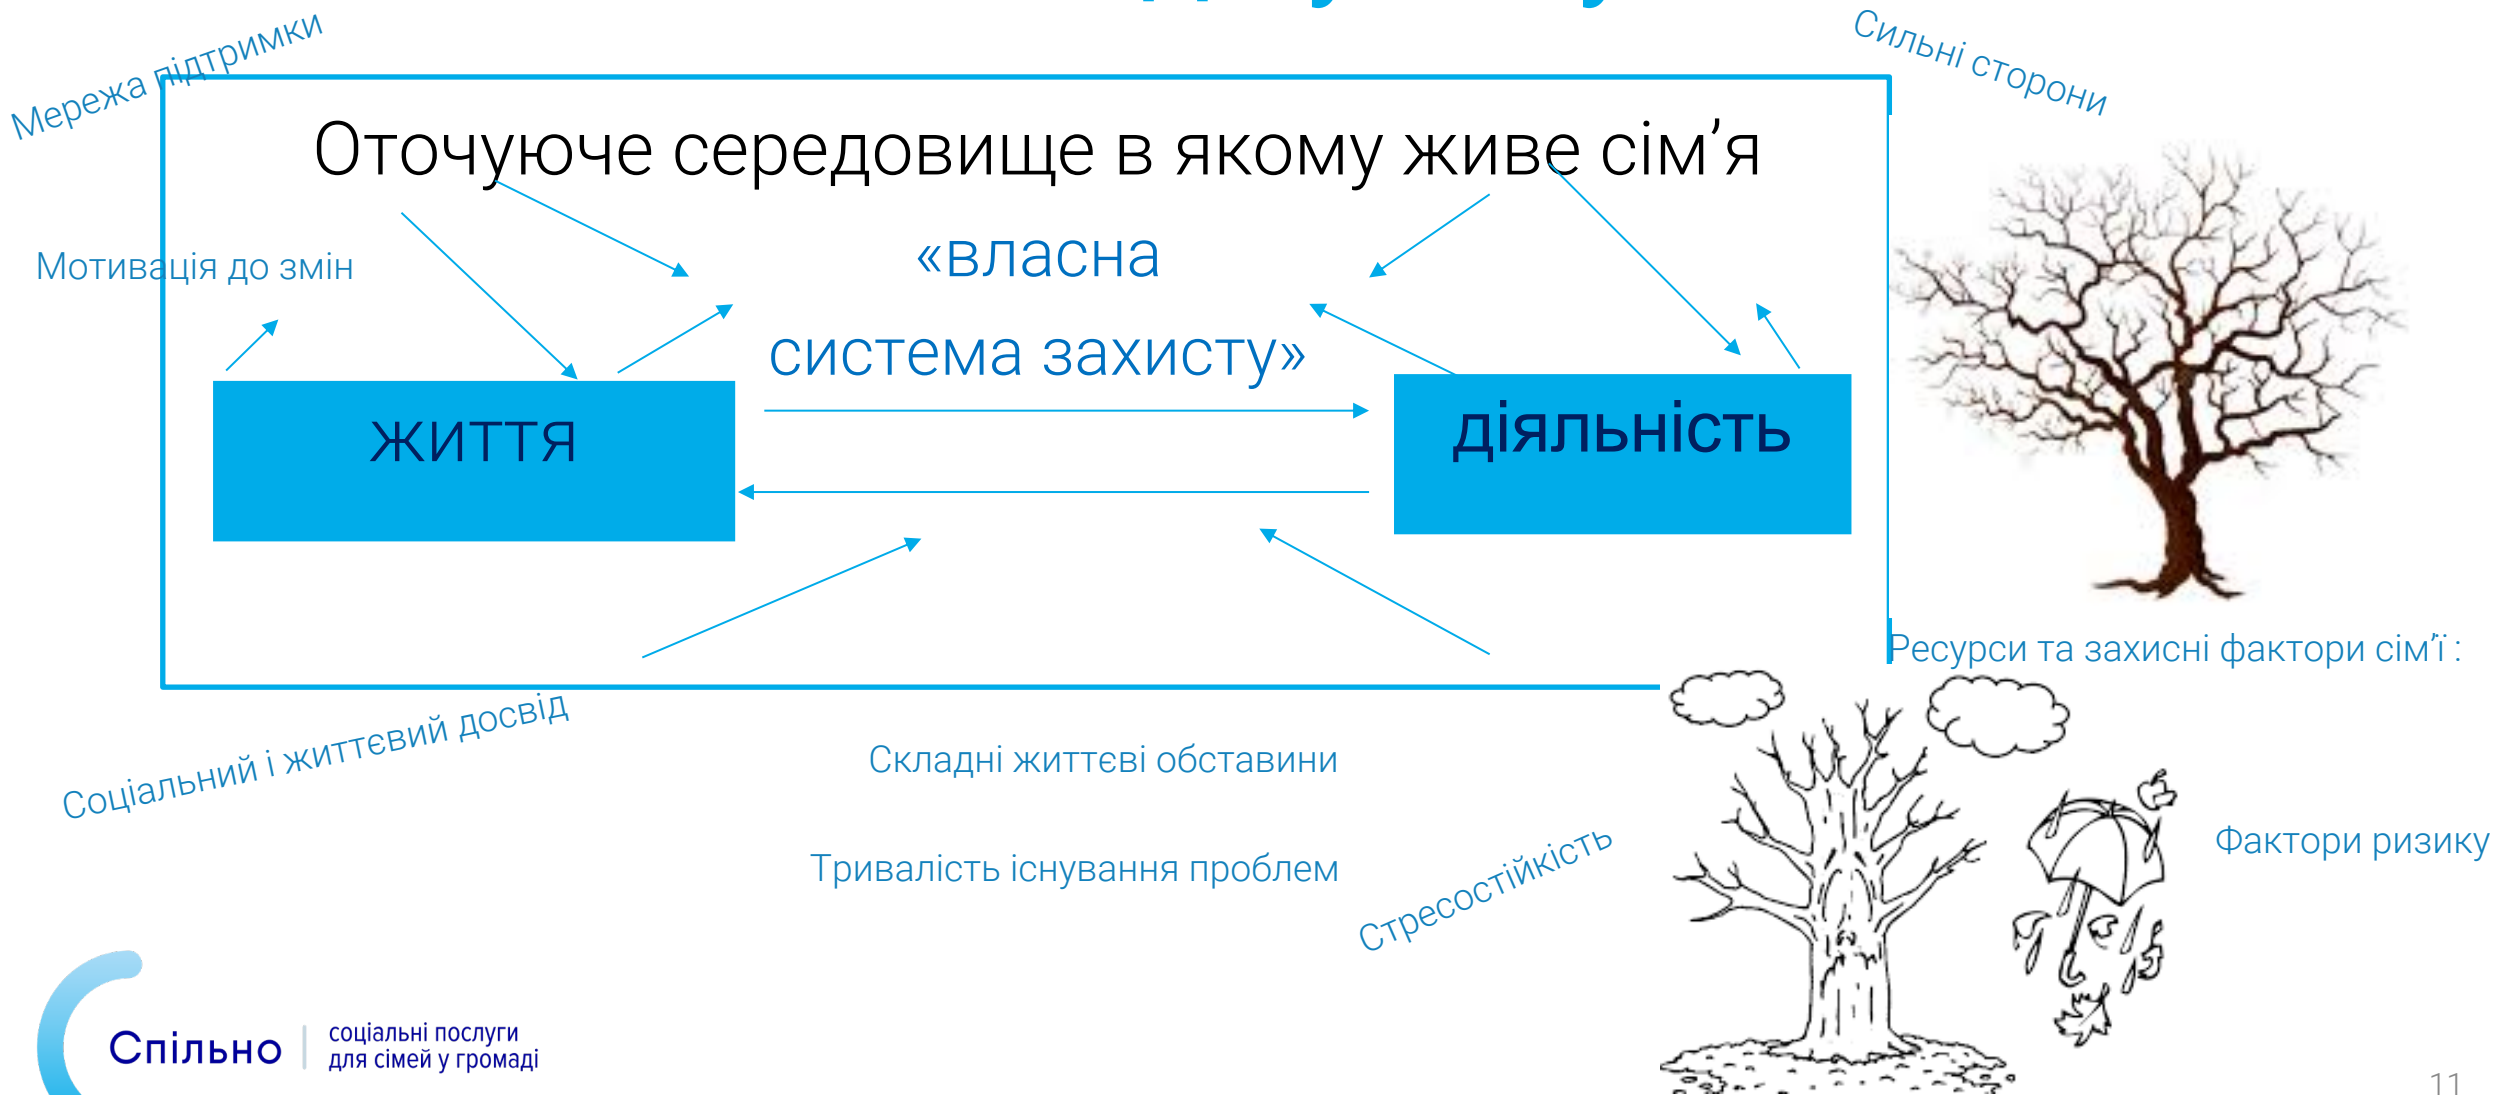 Мережа підтримки
Сильні сторони
Оточуюче середовище в якому живе сім’я
«власна
система захисту»
Мотивація до змін
життя
діяльність
Ресурси та захисні фактори сім’ї :
Соціальний і життєвий досвід
Складні життєві обставини
Тривалість існування проблем
Стресостійкість
Фактори ризику
Спільно
соціальні послуги
для сімей у громаді
11